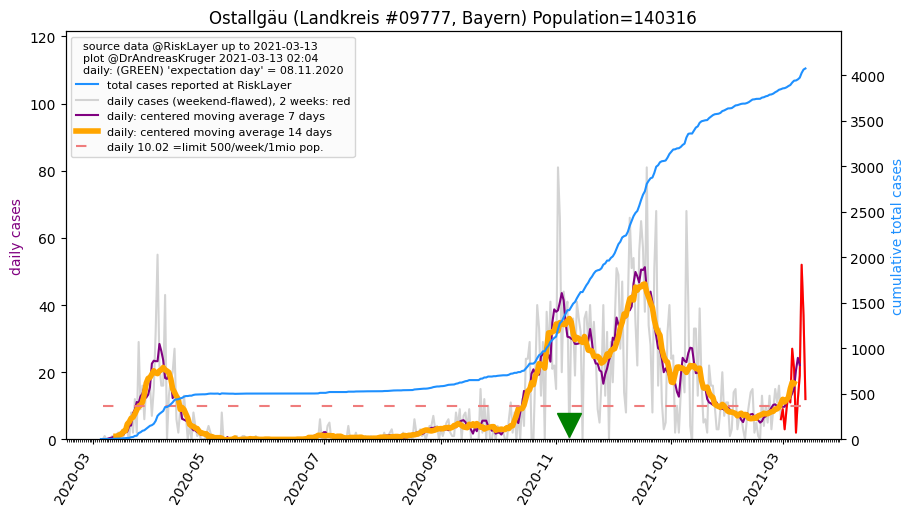 Ostallgäu (Landkreis #09777, Bayern) Population=140316
source data @RiskLayer up to 2021-03-13
plot @DrAndreasKruger 2021-03-13 02:04
daily: (GREEN) 'expectation day' = 08.11.2020
total cases reported at RiskLayer
daily cases (weekend-flawed), 2 weeks: red
daily: centered moving average 7 days
daily: centered moving average 14 days
daily 10.02 =limit 500/week/1mio pop.
daily cases
120
100
80
60
40
20
0
cumulative total cases
4000
3500
3000
2500
2000
1500
1000
500
0
2020-03
2020-05
2020-07
2020-09
2020-11
2021-01
2021-03